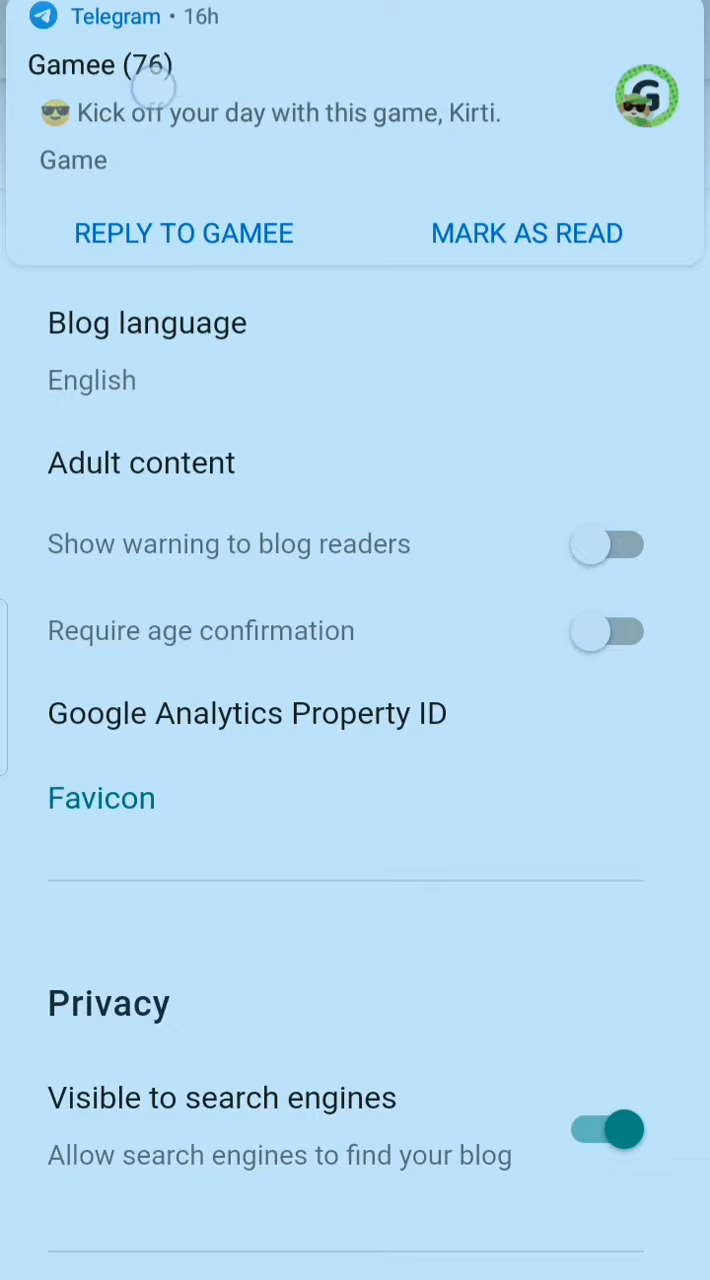 Telegram • 16h
Gamee (76)
😎 Kick off your day with this game, Kirti.
Game
REPLY TO GAMEE MARK AS READ
Blog language
English
Adult content
Show warning to blog readers
Require age confirmation
Google Analytics Property ID
Favicon
Privacy
Visible to search engines
Allow search engines to find your blog